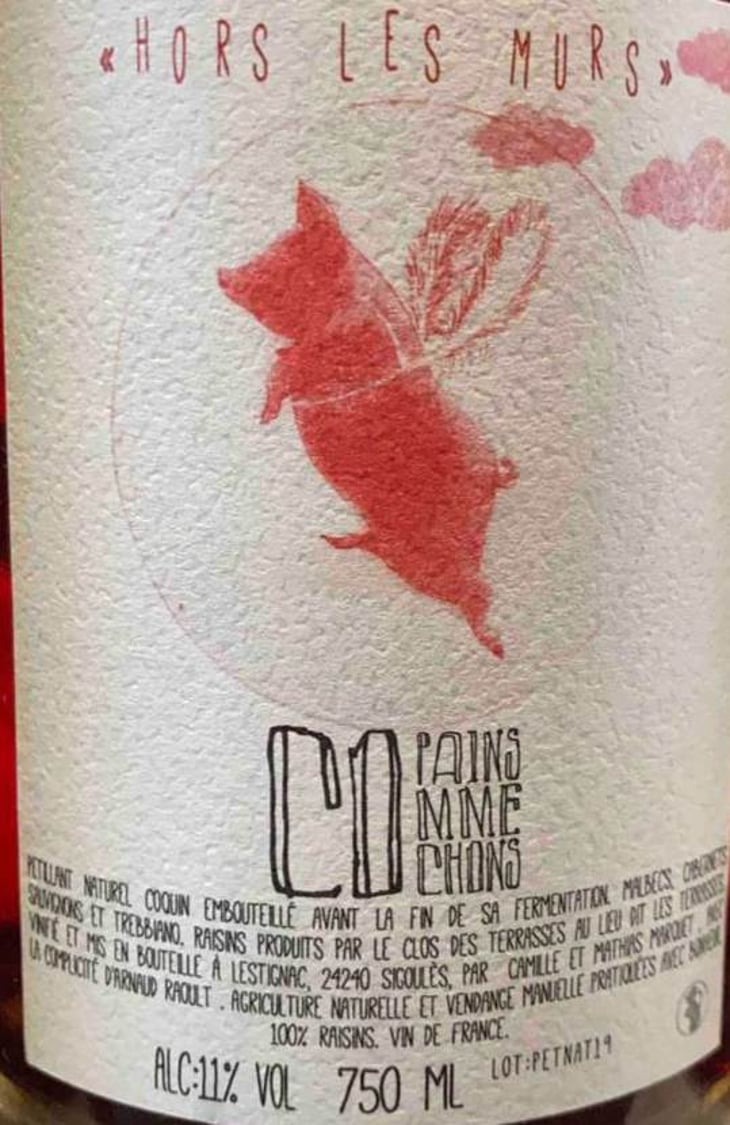 « HORS LES MURS »
CO PAINS
MME
CHONS
PETILLANT NATUREL COQUIN EMBOUTEILLÉ AVANT LA FIN DE SA FERMENTATION. MALBECS, CABERNETS
SAUVIGNONS ET TREBBIANO, RAISINS PRODUITS PAR LE CLOS DES TERRASSES AU LIEU DIT LES TERRASSES.
VINIFIÉ ET MIS EN BOUTEILLE À LESTIGNAC, 24240 SIGOULÈS, PAR CAMILLE ET MATHIAS MARQUET, AVEC
LA COMPLICITÉ D'ARNAUD RAOULT. AGRICULTURE NATURELLE ET VENDANGE MANUELLE PRATIQUÉES AVEC
100% RAISINS. VIN DE FRANCE.
ALC:11% VOL 750 ML LOT:PETNAT19